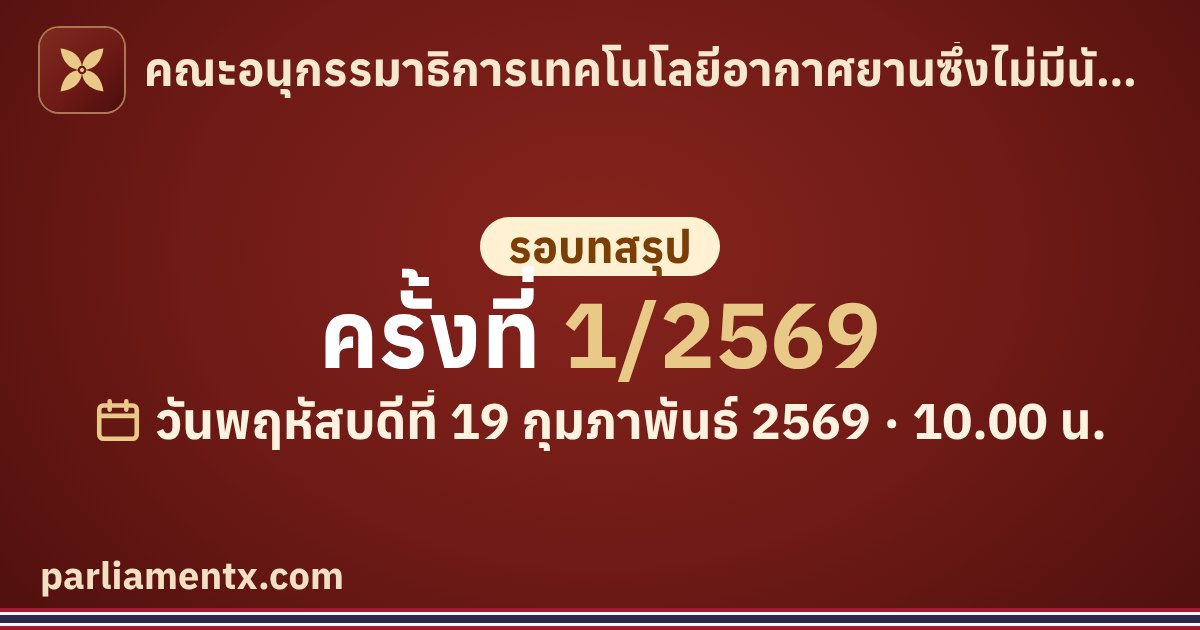 คณะอนุกรรมาธิการเทคโนโลยีอากาศยานซึ่งไม่มีนั...
รอบทสรุป
ครั้งที่ 1/2569
วันพฤหัสบดีที่ 19 กุมภาพันธ์ 2569 · 10.00 น.
parliamentx.com